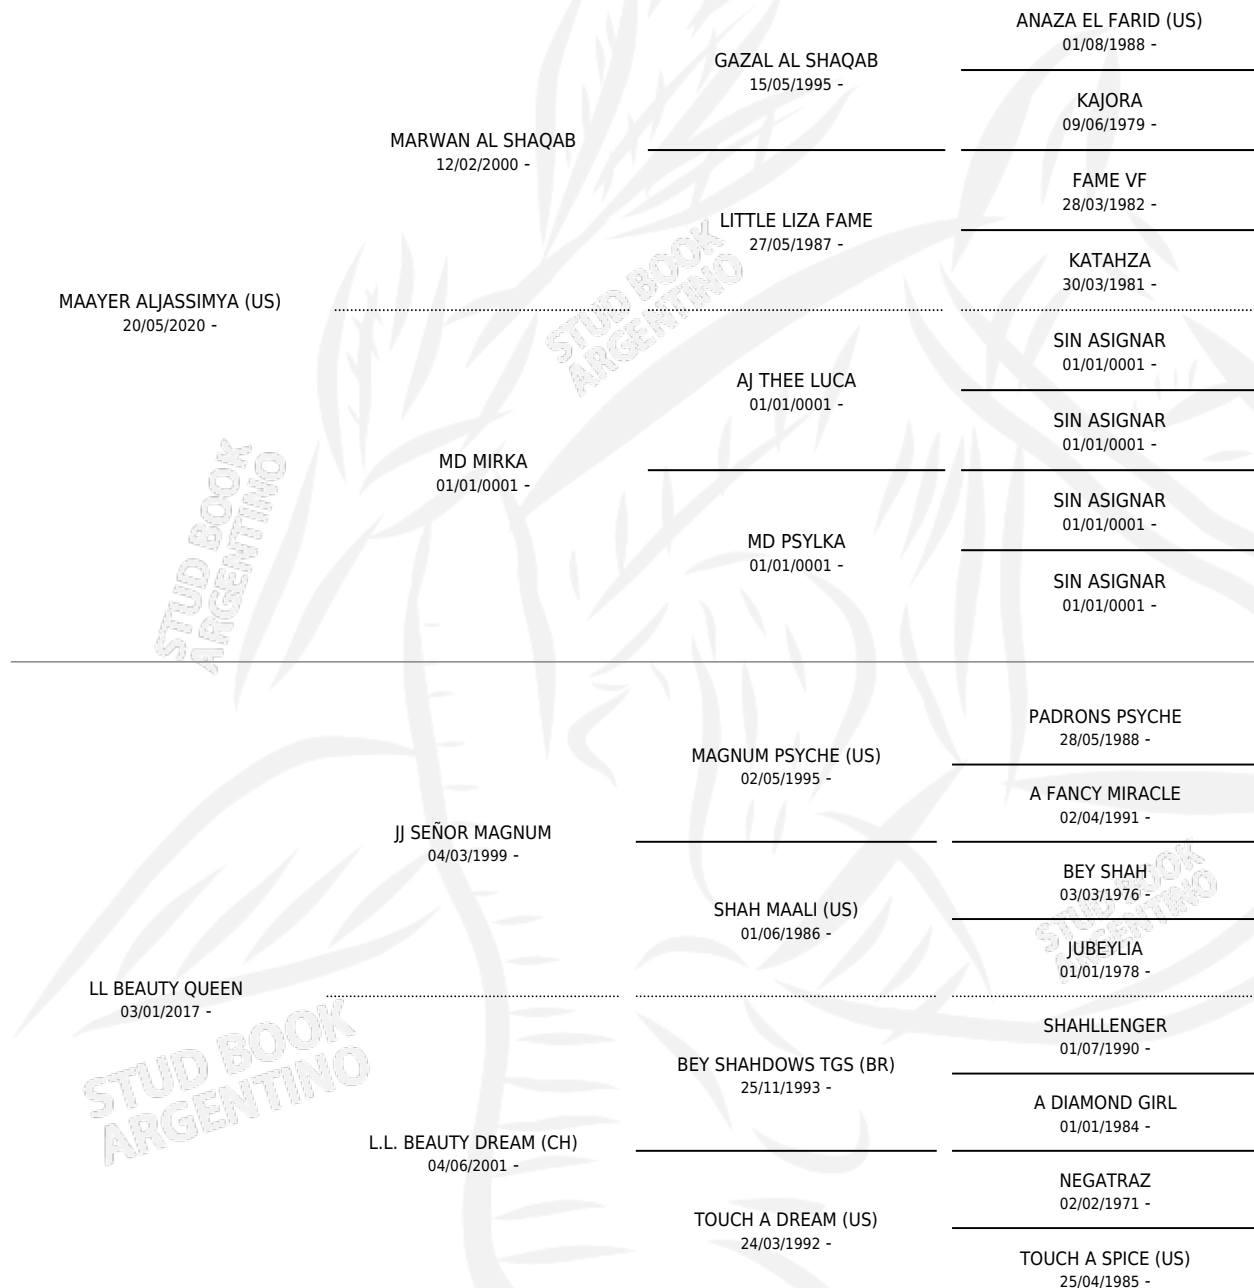 ANAZA EL FARID (US)
01/08/1988 -
GAZAL AL SHAQAB
15/05/1995 -
KAJORA
09/06/1979 -
MARWAN AL SHAQAB
12/02/2000 -
FAME VF
28/03/1982 -
LITTLE LIZA FAME
27/05/1987 -
KATAHZA
30/03/1981 -
MAAYER ALJASSIMYA (US)
20/05/2020 -
SIN ASIGNAR
01/01/0001 -
AJ THEE LUCA
01/01/0001 -
SIN ASIGNAR
01/01/0001 -
MD MIRKA
01/01/0001 -
SIN ASIGNAR
01/01/0001 -
MD PSYLKA
01/01/0001 -
SIN ASIGNAR
01/01/0001 -
PADRONS PSYCHE
28/05/1988 -
MAGNUM PSYCHE (US)
02/05/1995 -
A FANCY MIRACLE
02/04/1991 -
JJ SEÑOR MAGNUM
04/03/1999 -
BEY SHAH
03/03/1976 -
SHAH MAALI (US)
01/06/1986 -
JUBEYLIA
01/01/1978 -
LL BEAUTY QUEEN
03/01/2017 -
SHAHLLENGER
01/07/1990 -
BEY SHAHDOWS TGS (BR)
25/11/1993 -
A DIAMOND GIRL
01/01/1984 -
L.L. BEAUTY DREAM (CH)
04/06/2001 -
NEGATRAZ
02/02/1971 -
TOUCH A DREAM (US)
24/03/1992 -
TOUCH A SPICE (US)
25/04/1985 -
STUD BOOK
ARGENTINO
STUD BOOK
ARGENTINO
STUD BOOK
ARGENTINO
STUD BOOK
ARGENTINO